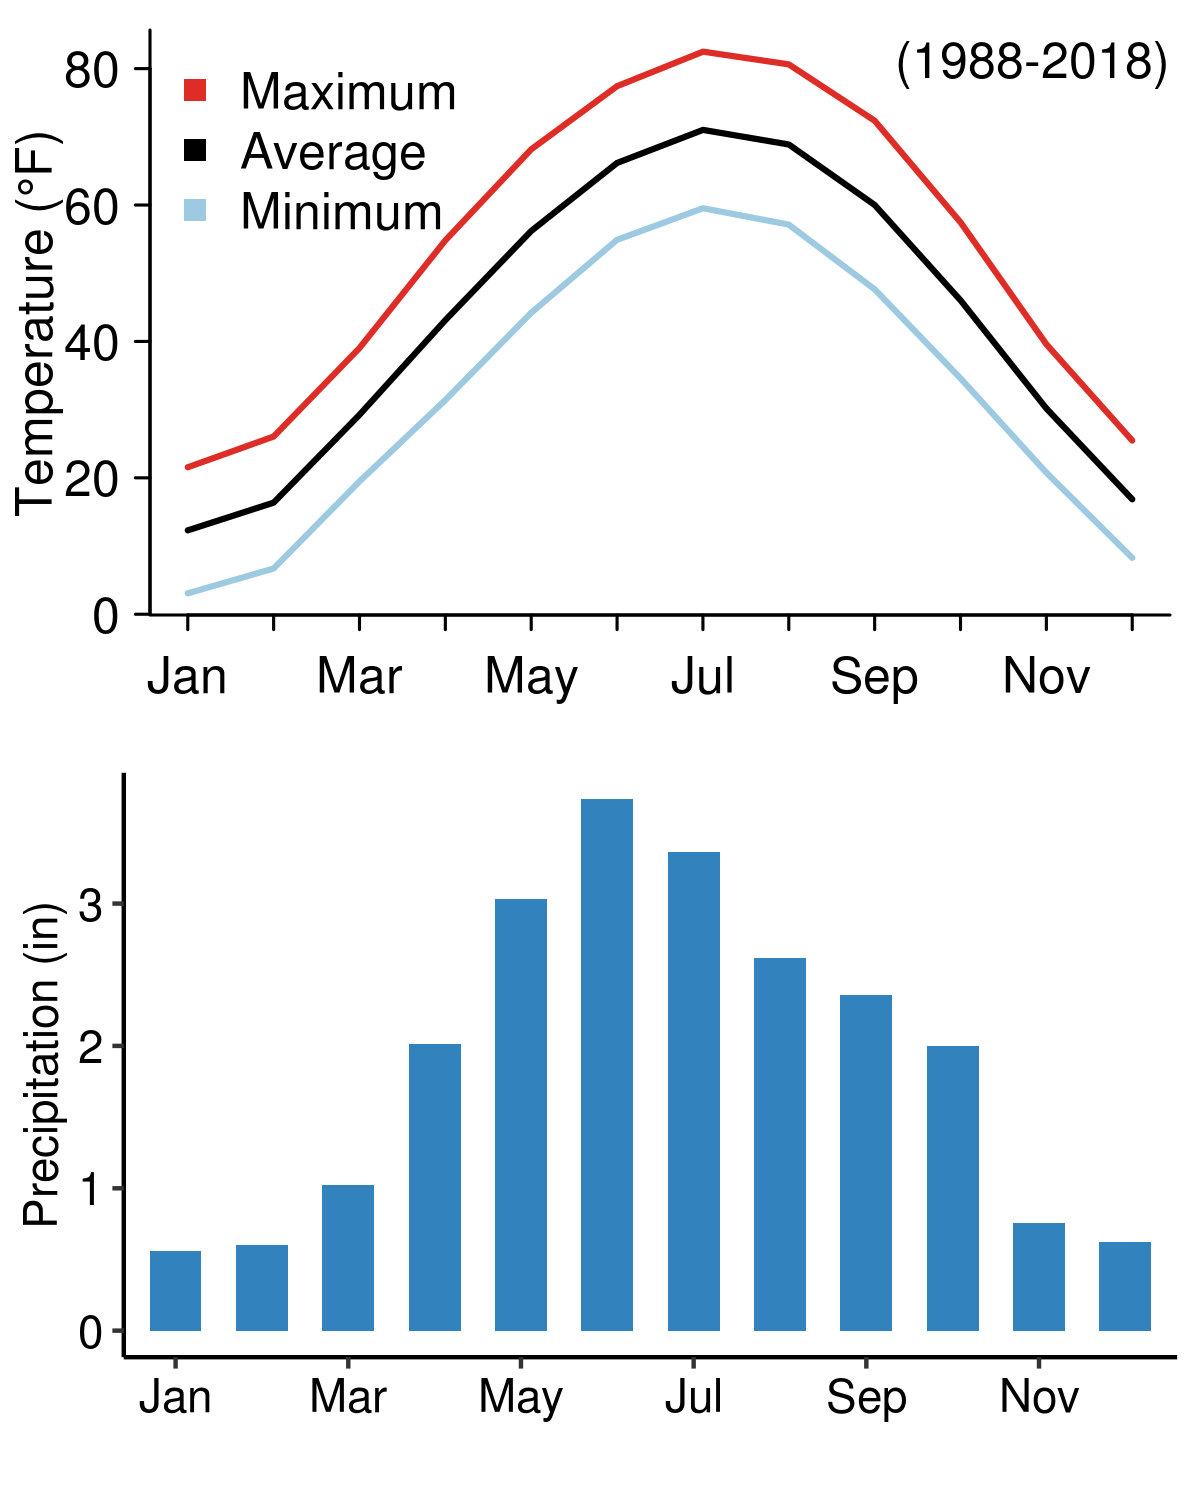 (1988-2018)
Maximum
Average
Minimum
Temperature (°F)
80
60
40
20
0
Jan Mar May Jul Sep Nov
Precipitation (in)
3
2
1
0
Jan Mar May Jul Sep Nov